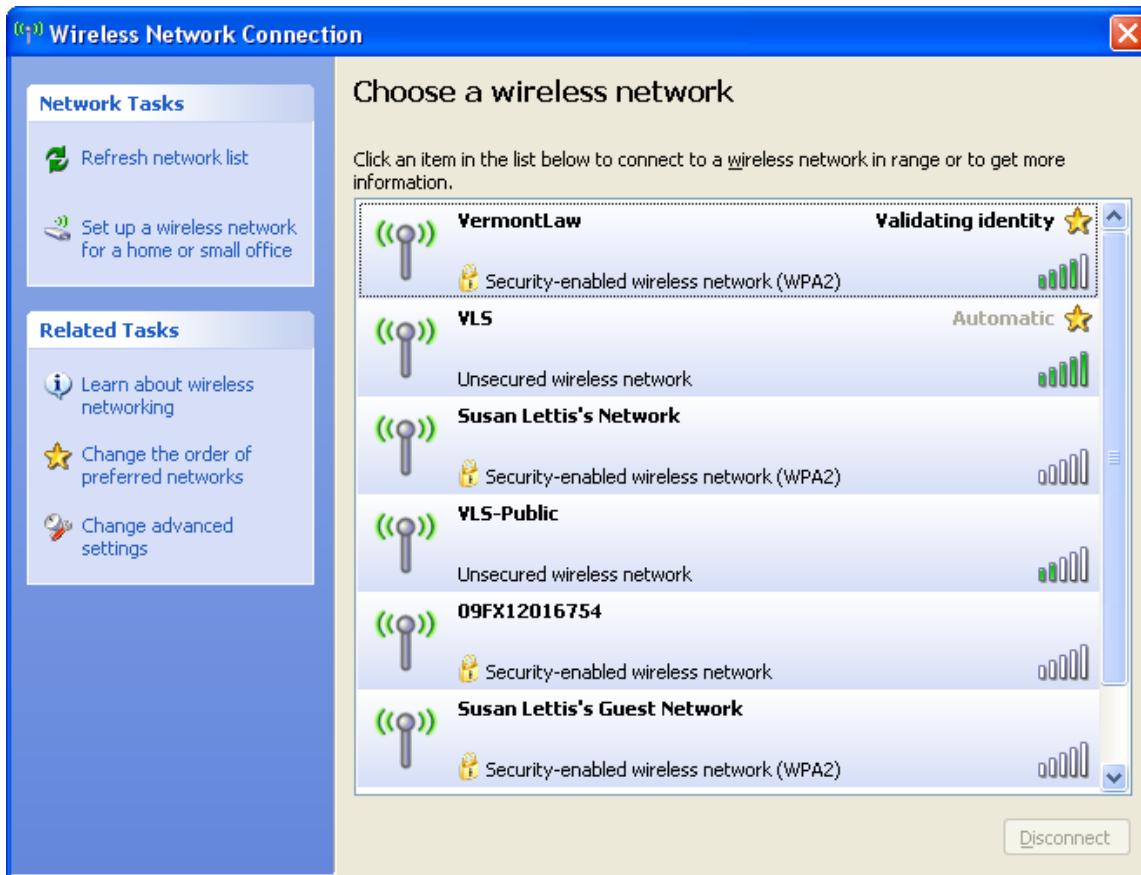 Wireless Network Connection
Network Tasks
Refresh network list
Set up a wireless network
for a home or small office
Related Tasks
Learn about wireless
networking
Change the order of
preferred networks
Change advanced
settings
Choose a wireless network
Click an item in the list below to connect to a wireless network in range or to get more
information.
VermontLaw Validating identity
Security-enabled wireless network (WPA2)
VLS Automatic
Unsecured wireless network
Susan Lettis's Network
Security-enabled wireless network (WPA2)
VLS-Public
Unsecured wireless network
09FX12016754
Security-enabled wireless network
Susan Lettis's Guest Network
Security-enabled wireless network (WPA2)
Disconnect